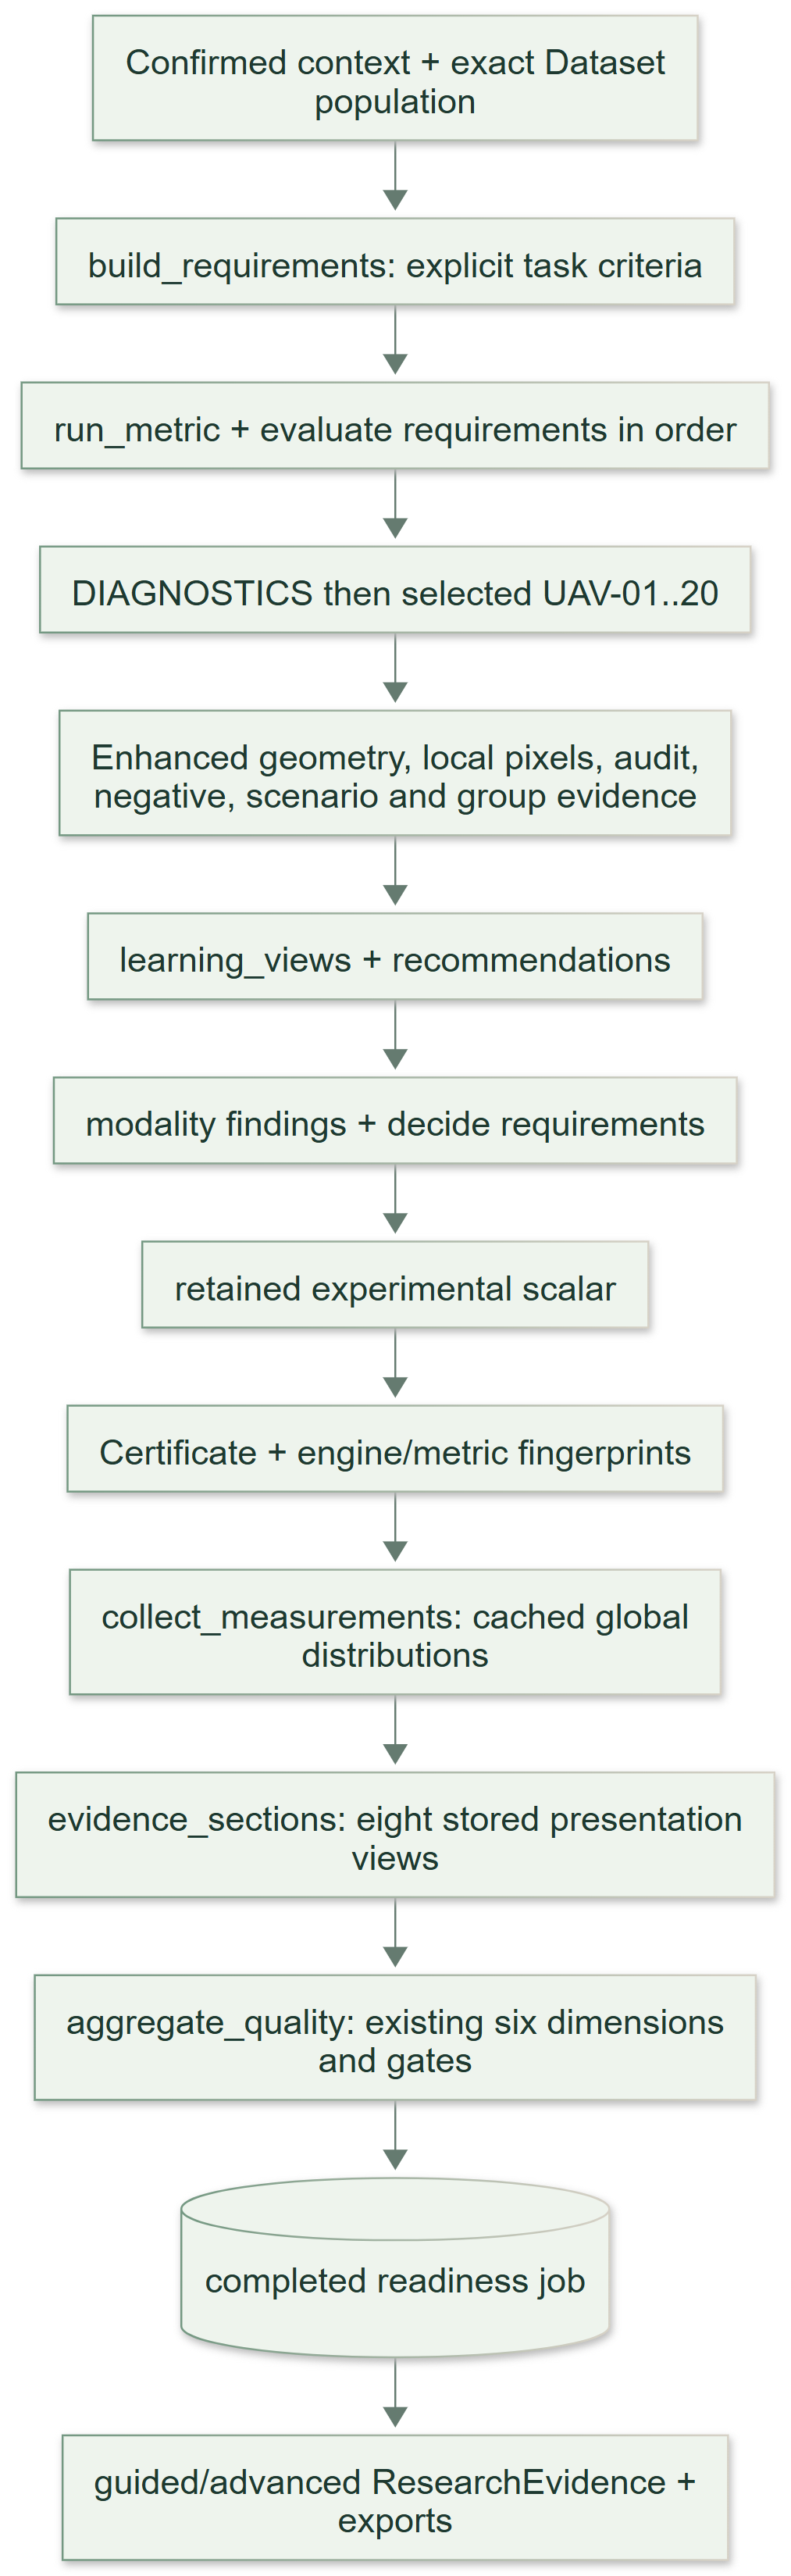 Confirmed context + exact Dataset
population
build_requirements: explicit task criteria
run_metric + evaluate requirements in order
DIAGNOSTICS then selected UAV-01..20
Enhanced geometry, local pixels, audit,
negative, scenario and group evidence
learning_views + recommendations
modality findings + decide requirements
retained experimental scalar
Certificate + engine/metric fingerprints
collect_measurements: cached global
distributions
evidence_sections: eight stored presentation
views
aggregate_quality: existing six dimensions
and gates
completed readiness job
guided/advanced ResearchEvidence +
exports